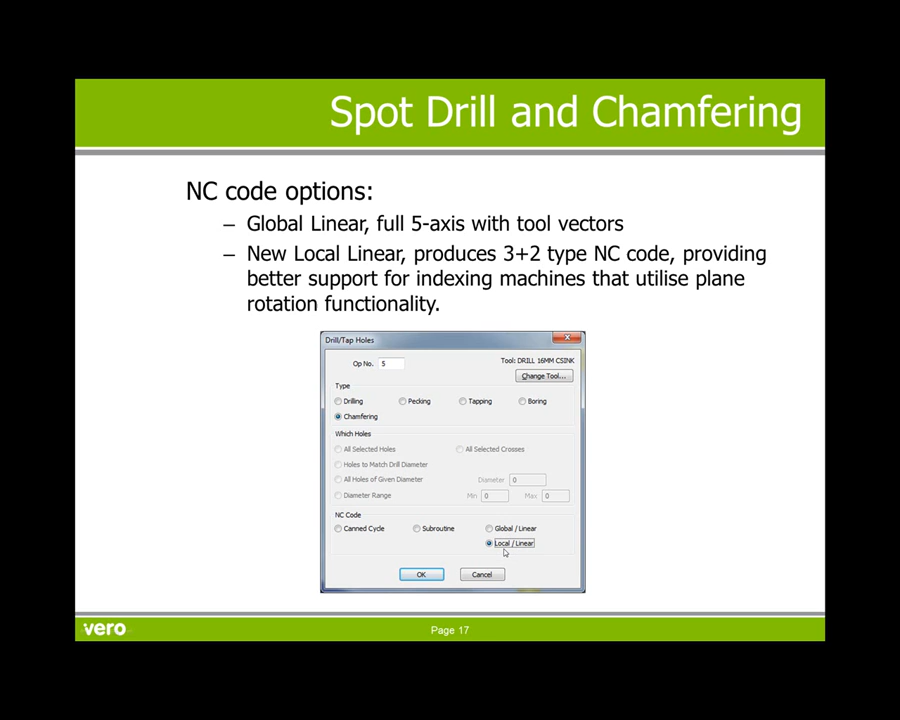 Spot Drill and Chamfering
NC code options:
– Global Linear, full 5-axis with tool vectors
– New Local Linear, produces 3+2 type NC code, providing
better support for indexing machines that utilise plane
rotation functionality.
Drill/Tap Holes
Op No. 5
Tool: DRILL 16MM CSINK
Change Tool...
Type
Drilling Pecking Tapping Boring
Chamfering
Which Holes
All Selected Holes All Selected Crosses
Holes to Match Drill Diameter
All Holes of Given Diameter Diameter 0
Diameter Range Min 0 Max 0
NC Code
Canned Cycle Subroutine Global / Linear
Local / Linear
OK Cancel
vero Page 17